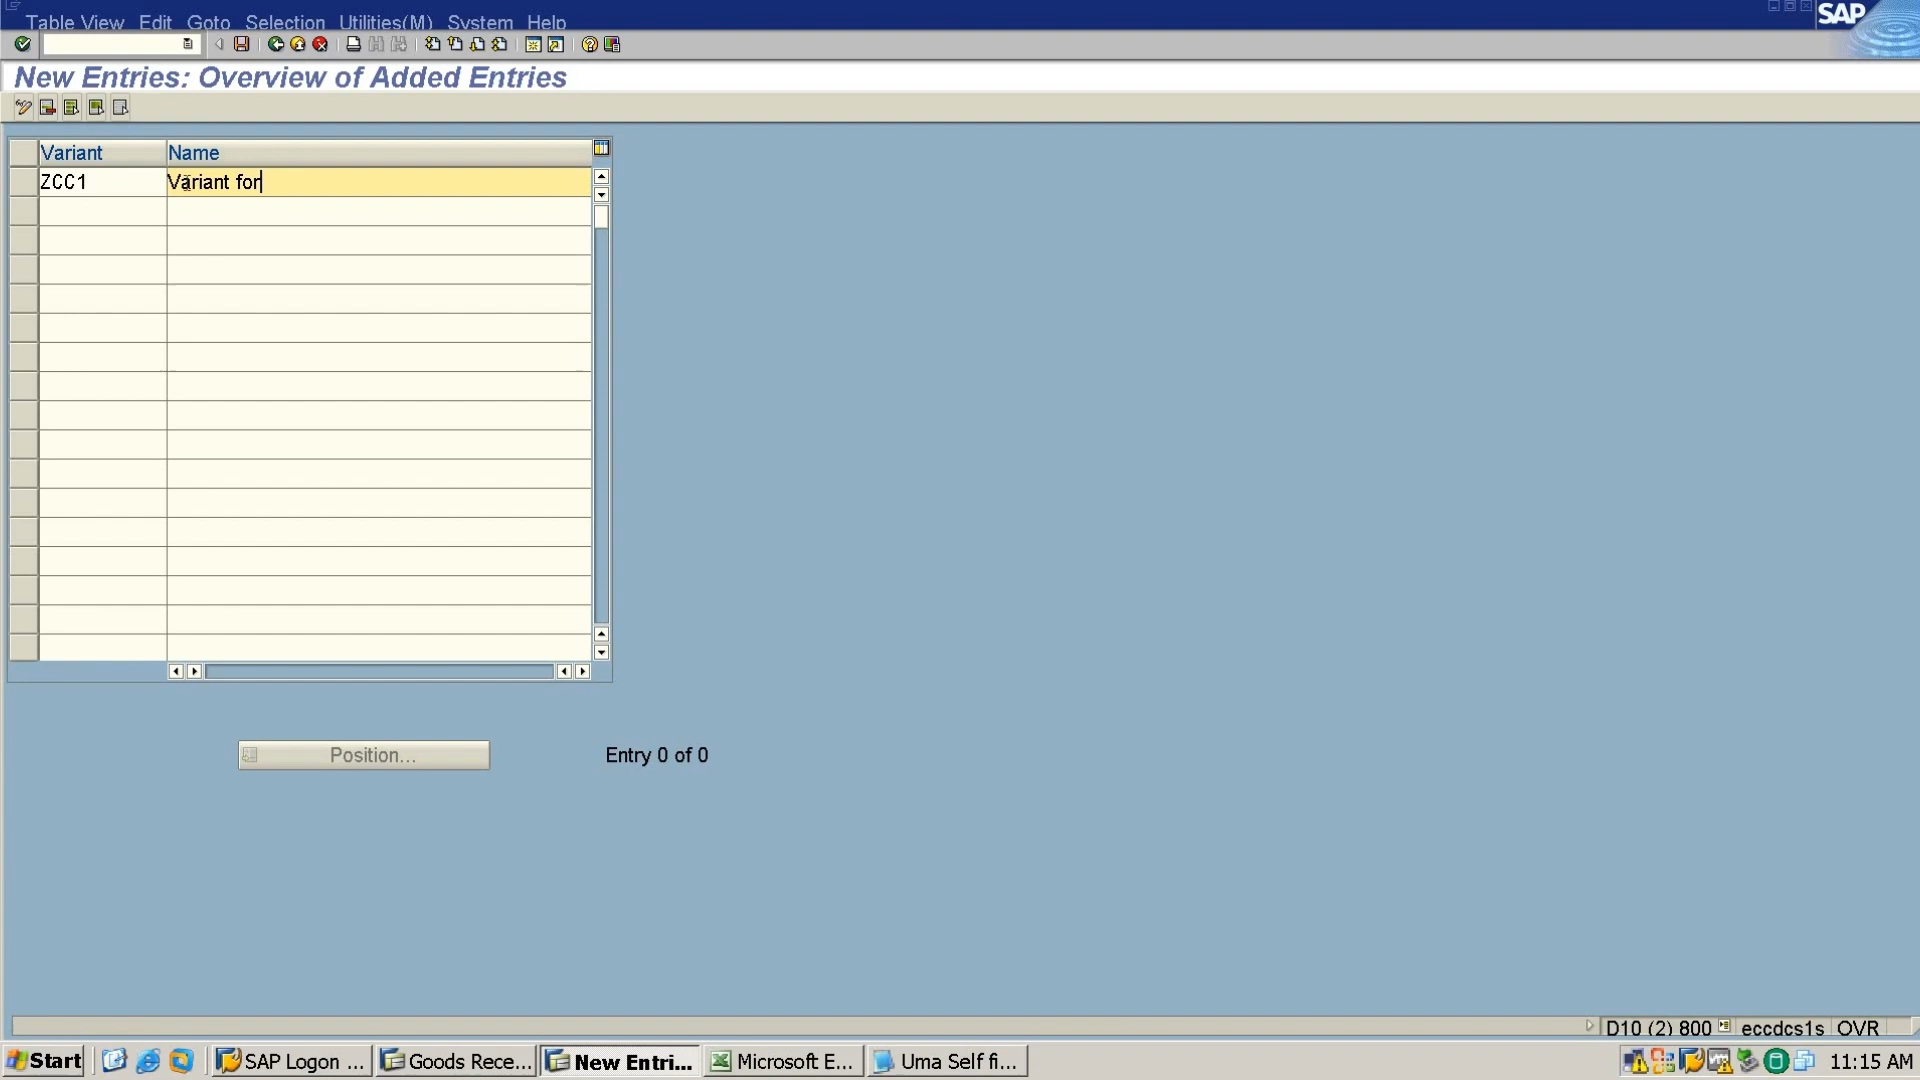 Table View Edit Goto Selection Utilities(M) System Help
SAP
New Entries: Overview of Added Entries
Variant Name
ZCC1 Variant for
Position... Entry 0 of 0
D10 (2) 800 eccdcs1s OVR
Start SAP Logon ... Goods Rece... New Entri... Microsoft E... Uma Self fi... 11:15 AM